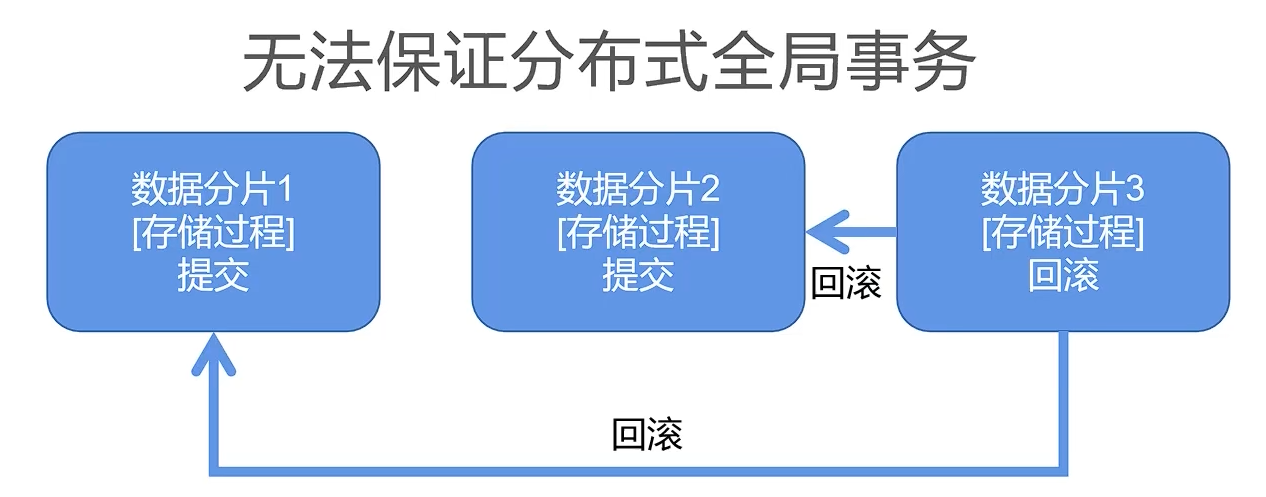 无法保证分布式全局事务
数据分片1
[存储过程]
提交
数据分片2
[存储过程]
提交
数据分片3
[存储过程]
回滚
回滚
回滚